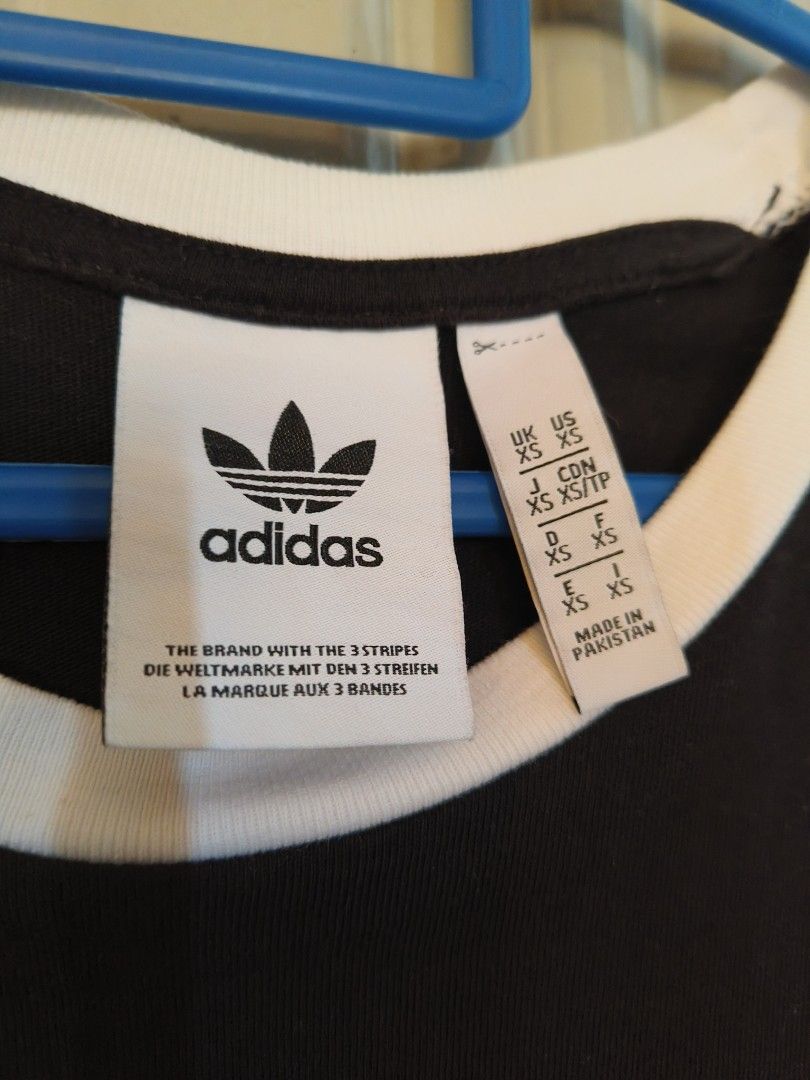 adidas
THE BRAND WITH THE 3 STRIPES
DIE WELTMARKE MIT DEN 3 STREIFEN
LA MARQUE AUX 3 BANDES
UK US
XS XS
J CDN
XS XS/TP
D F
XS XS
E I
XS XS
MADE IN
PAKISTAN